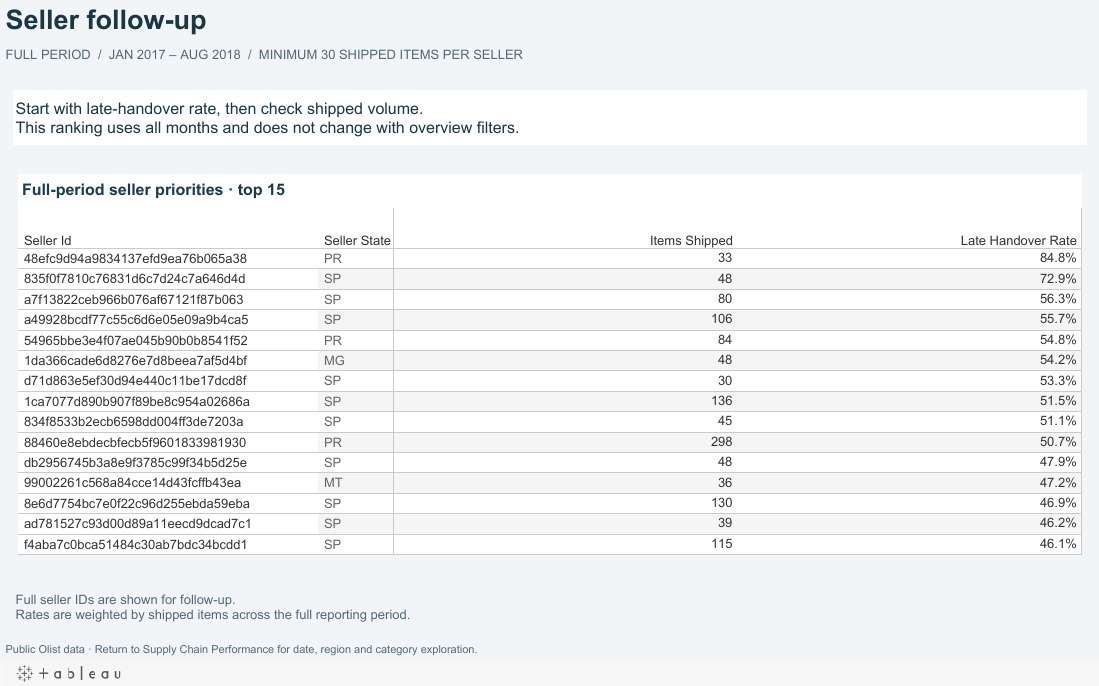 Seller follow-up
FULL PERIOD / JAN 2017 – AUG 2018 / MINIMUM 30 SHIPPED ITEMS PER SELLER
Start with late-handover rate, then check shipped volume.
This ranking uses all months and does not change with overview filters.
Full-period seller priorities · top 15
Seller Id Seller State Items Shipped Late Handover Rate
48efc9d94a9834137efd9ea76b065a38 PR 33 84.8%
835f0f7810c76831d6c7d24c7a646d4d SP 48 72.9%
a7f13822ceb966b076af67121f87b063 SP 80 56.3%
a49928bcdf77c55c6d6e05e09a9b4ca5 SP 106 55.7%
54965bbe3e4f07ae045b90b0b8541f52 PR 84 54.8%
1da366cade6d8276e7d8beea7af5d4bf MG 48 54.2%
d71d863e5ef30d94e440c11be17dcd8f SP 30 53.3%
1ca7077d890b907f89be8c954a02686a SP 136 51.5%
834f8533b2ecb6598dd004ff3de7203a SP 45 51.1%
88460e8ebdecbfecb5f9601833981930 PR 298 50.7%
db2956745b3a8e9f3785c99f34b5d25e SP 48 47.9%
99002261c568a84cce14d43fcffb43ea MT 36 47.2%
8e6d7754bc7e0f22c96d255ebda59eba SP 130 46.9%
ad781527c93d00d89a11eecd9dcad7c1 SP 39 46.2%
f4aba7c0bca51484c30ab7bdc34bcdd1 SP 115 46.1%
Full seller IDs are shown for follow-up.
Rates are weighted by shipped items across the full reporting period.
Public Olist data · Return to Supply Chain Performance for date, region and category exploration.
+ a b l e a u